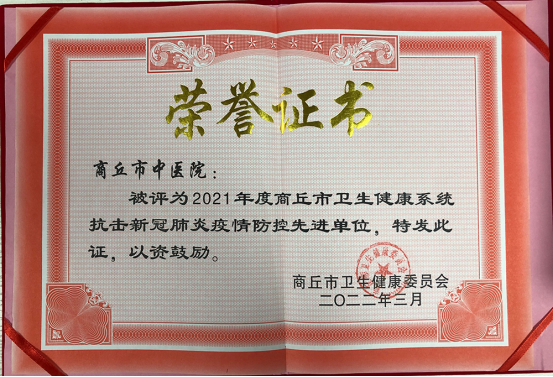 荣誉证书
商丘市中医院：
被评为2021年度商丘市卫生健康系统
抗击新冠肺炎疫情防控先进单位，特发此
证，以资鼓励。
商丘市卫生健康委员会
二〇二二年三月